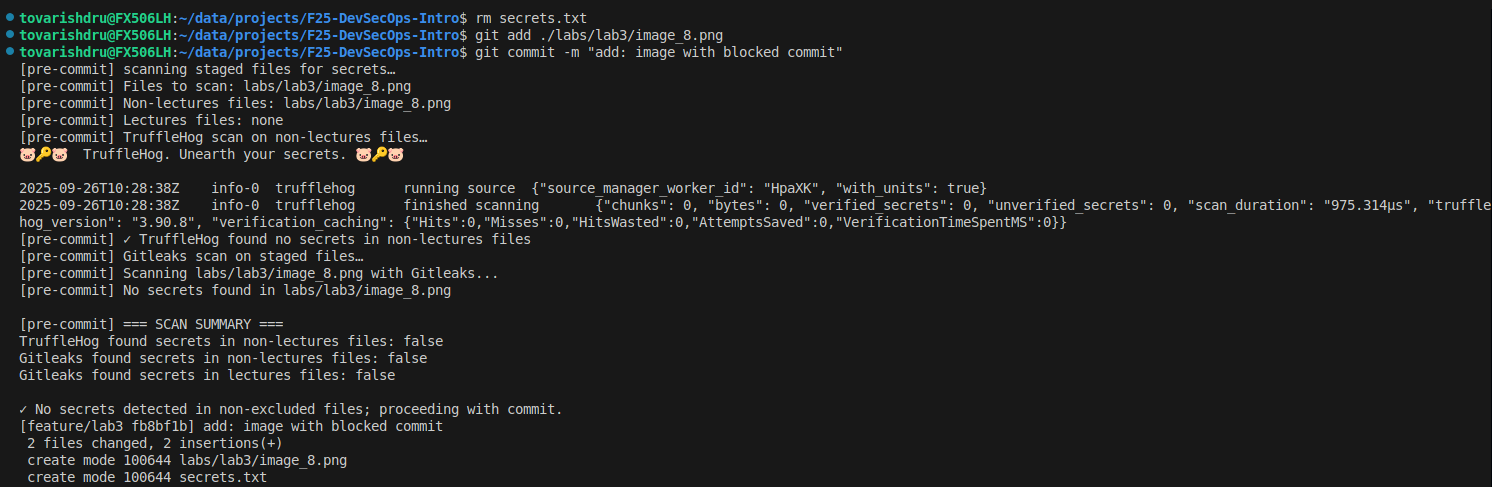 tovarishdru@FX506LH:~/data/projects/F25-DevSecOps-Intro$ rm secrets.txt
tovarishdru@FX506LH:~/data/projects/F25-DevSecOps-Intro$ git add ./labs/lab3/image_8.png
tovarishdru@FX506LH:~/data/projects/F25-DevSecOps-Intro$ git commit -m "add: image with blocked commit"
[pre-commit] scanning staged files for secrets…
[pre-commit] Files to scan: labs/lab3/image_8.png
[pre-commit] Non-lectures files: labs/lab3/image_8.png
[pre-commit] Lectures files: none
[pre-commit] TruffleHog scan on non-lectures files…
🐷🔑🐷  TruffleHog. Unearth your secrets. 🐷🔑🐷
2025-09-26T10:28:38Z    info-0  trufflehog      running source  {"source_manager_worker_id": "HpaXK", "with_units": true}
2025-09-26T10:28:38Z    info-0  trufflehog      finished scanning       {"chunks": 0, "bytes": 0, "verified_secrets": 0, "unverified_secrets": 0, "scan_duration": "975.314µs", "truffle
hog_version": "3.90.8", "verification_caching": {"Hits":0,"Misses":0,"HitsWasted":0,"AttemptsSaved":0,"VerificationTimeSpentMS":0}}
[pre-commit] ✓ TruffleHog found no secrets in non-lectures files
[pre-commit] Gitleaks scan on staged files…
[pre-commit] Scanning labs/lab3/image_8.png with Gitleaks...
[pre-commit] No secrets found in labs/lab3/image_8.png
[pre-commit] === SCAN SUMMARY ===
TruffleHog found secrets in non-lectures files: false
Gitleaks found secrets in non-lectures files: false
Gitleaks found secrets in lectures files: false
✓ No secrets detected in non-excluded files; proceeding with commit.
[feature/lab3 fb8bf1b] add: image with blocked commit
 2 files changed, 2 insertions(+)
 create mode 100644 labs/lab3/image_8.png
 create mode 100644 secrets.txt